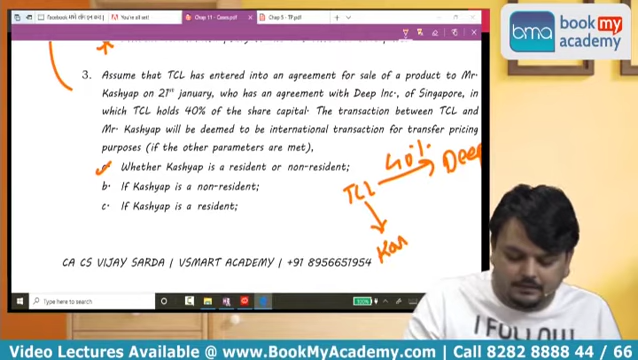 Facebook
Chap 11 - Cases.pdf
Chap 5 - TP.pdf
book my
bma
academy
3. Assume that TCL has entered into an agreement for sale of a product to Mr.
Kashyap on 21st january, who has an agreement with Deep Inc, of Singapore, in
which TCL holds 40% of the share capital. The transaction between TCL and
Mr. Kashyap will be deemed to be international transaction for transfer pricing
purposes (if the other parameters are met),
a. Whether Kashyap is a resident or non-resident;
b. If Kashyap is a non-resident;
c. If Kashyap is a resident;
40%
Deep
TCL
Kas
CA CS VIJAY SARDA | VSMART ACADEMY | +91 8956651954
Type here to search
100%
I FOLLOW
Video Lectures Available @ www.BookMyAcademy.com | Call 8282 8888 44 / 66